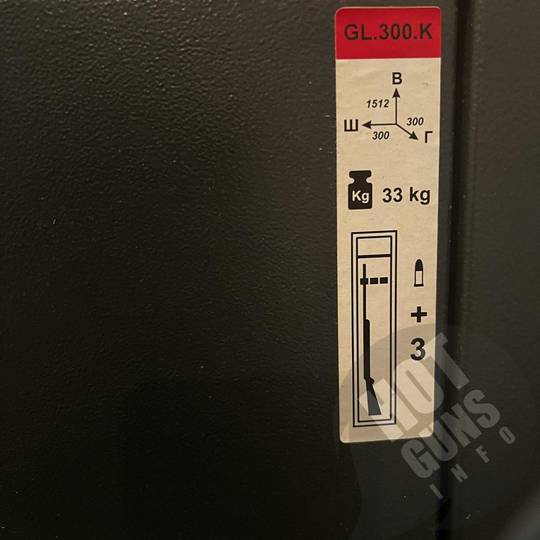 GL.300.K
В
1512
Ш
300
300
Г
Kg
33 kg
+
3
HOT
GUNS
INFO